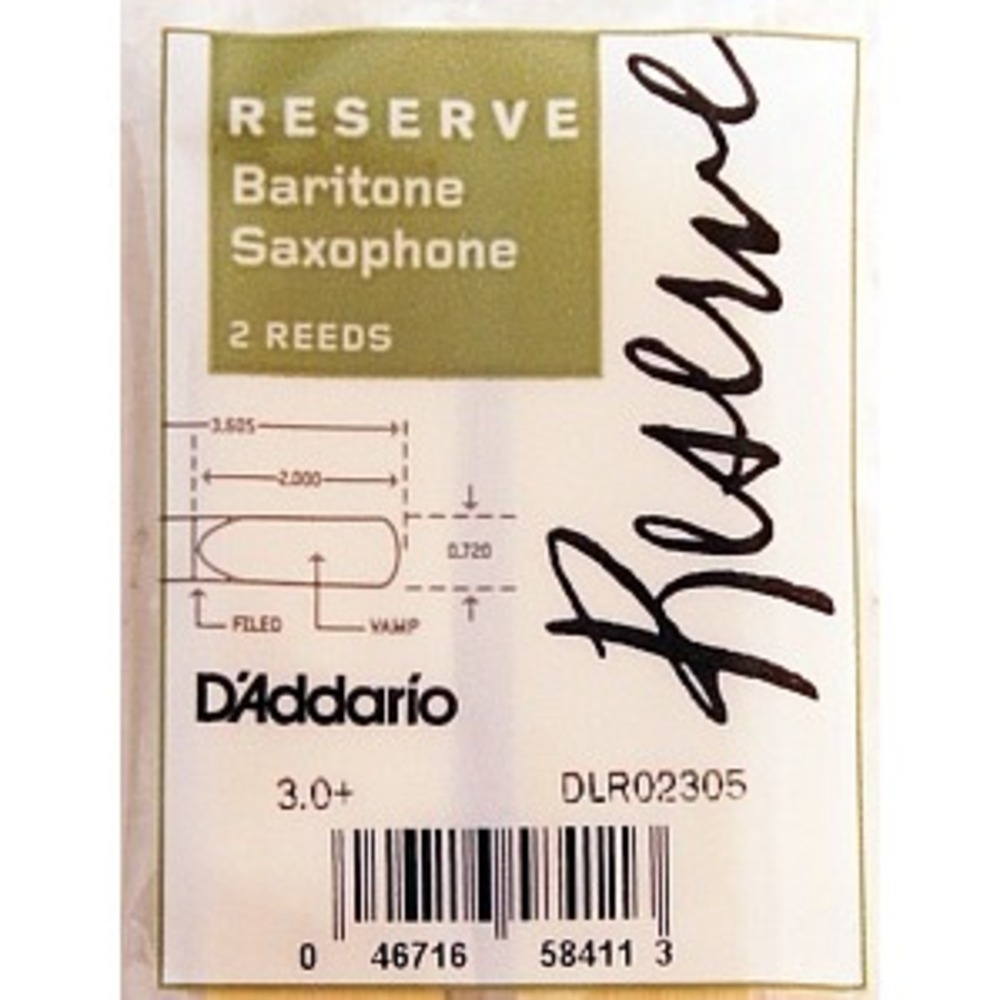 RESERVE
Baritone
Saxophone
2 REEDS
Reserve
3.605
2.000
0.720
FILED
VAMP
D'Addario
3.0+
DLR02305
0 46716 58411 3